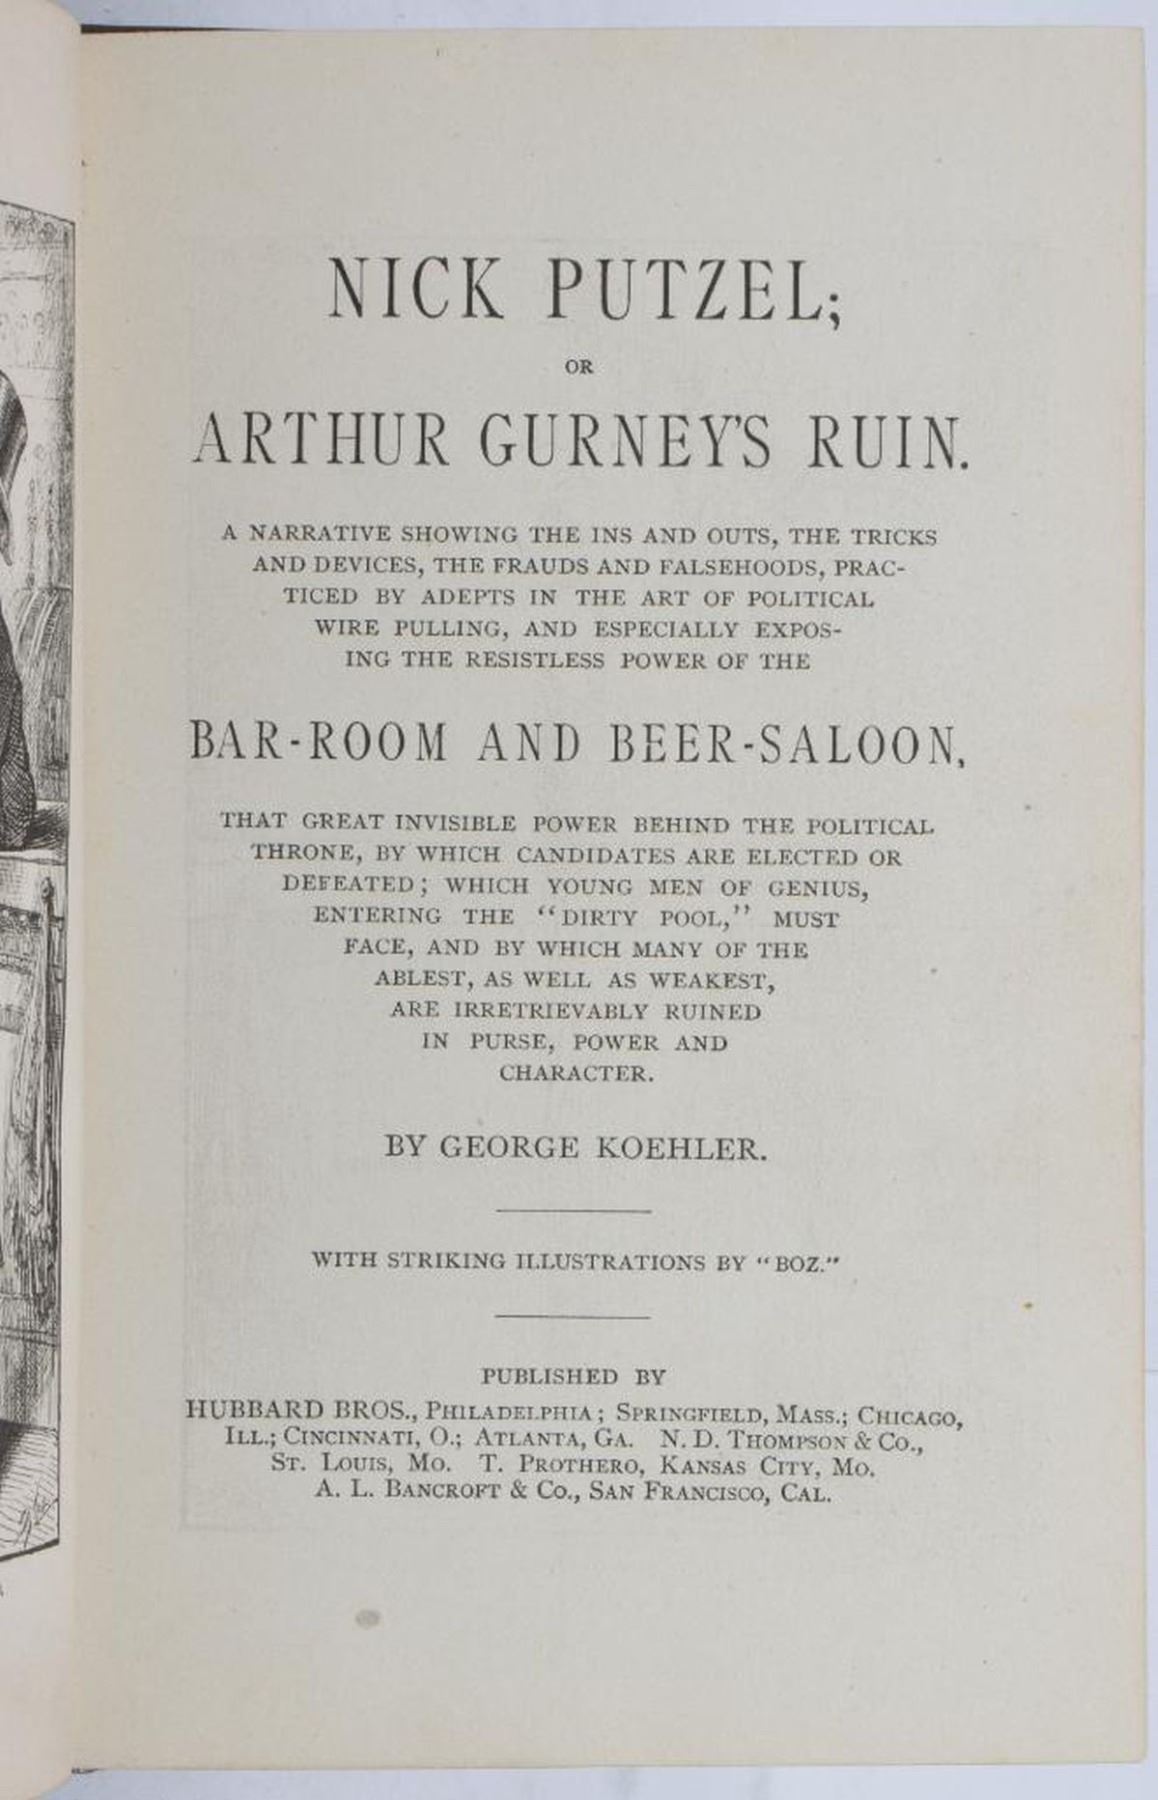 NICK PUTZEL;
OR
ARTHUR GURNEY'S RUIN.
A NARRATIVE SHOWING THE INS AND OUTS, THE TRICKS
AND DEVICES, THE FRAUDS AND FALSEHOODS, PRAC-
TICED BY ADEPTS IN THE ART OF POLITICAL
WIRE PULLING, AND ESPECIALLY EXPOS-
ING THE RESISTLESS POWER OF THE
BAR-ROOM AND BEER-SALOON,
THAT GREAT INVISIBLE POWER BEHIND THE POLITICAL
THRONE, BY WHICH CANDIDATES ARE ELECTED OR
DEFEATED; WHICH YOUNG MEN OF GENIUS,
ENTERING THE "DIRTY POOL," MUST
FACE, AND BY WHICH MANY OF THE
ABLEST, AS WELL AS WEAKEST,
ARE IRRETRIEVABLY RUINED
IN PURSE, POWER AND
CHARACTER.
BY GEORGE KOEHLER.
WITH STRIKING ILLUSTRATIONS BY "BOZ."
PUBLISHED BY
HUBBARD BROS., PHILADELPHIA; SPRINGFIELD, MASS.; CHICAGO,
ILL.; CINCINNATI, O.; ATLANTA, GA. N. D. THOMPSON & CO.,
ST. LOUIS, MO. T. PROTHERO, KANSAS CITY, MO.
A. L. BANCROFT & CO., SAN FRANCISCO, CAL.